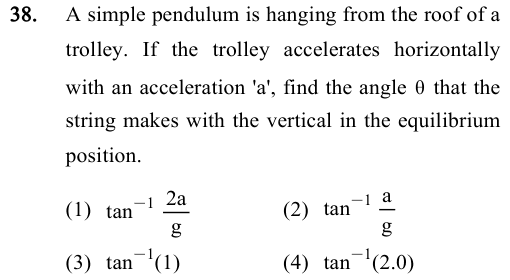 38. A simple pendulum is hanging from the roof of a
trolley. If the trolley accelerates horizontally
with an acceleration 'a', find the angle θ that the
string makes with the vertical in the equilibrium
position.
(1) tan⁻¹ 2a/g (2) tan⁻¹ a/g
(3) tan⁻¹(1) (4) tan⁻¹(2.0)